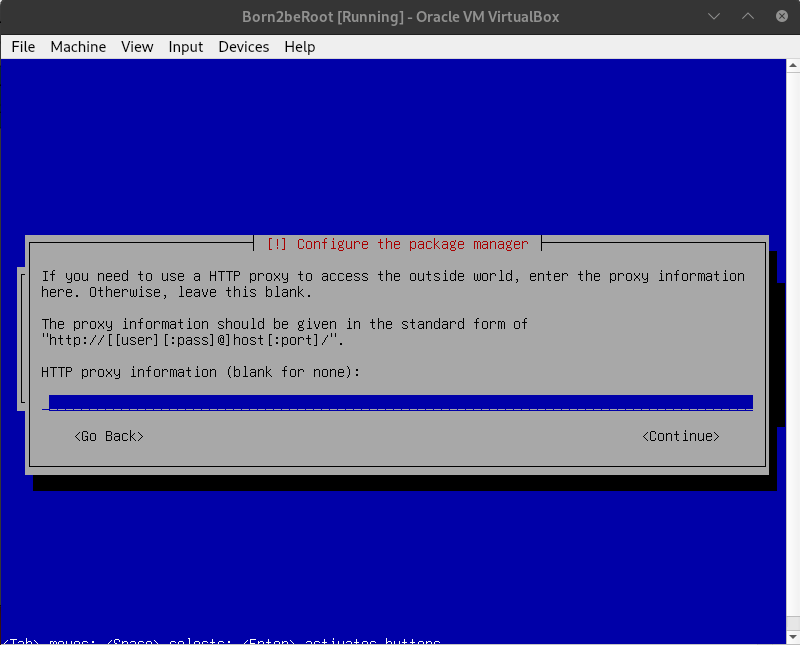 Born2beRoot [Running] - Oracle VM VirtualBox
File Machine View Input Devices Help
[!] Configure the package manager
If you need to use a HTTP proxy to access the outside world, enter the proxy information
here. Otherwise, leave this blank.
The proxy information should be given in the standard form of
"http://[[user][:pass]@]host[:port]/".
HTTP proxy information (blank for none):
<Go Back> <Continue>
<Tab> moves; <Space> selects; <Enter> activates buttons